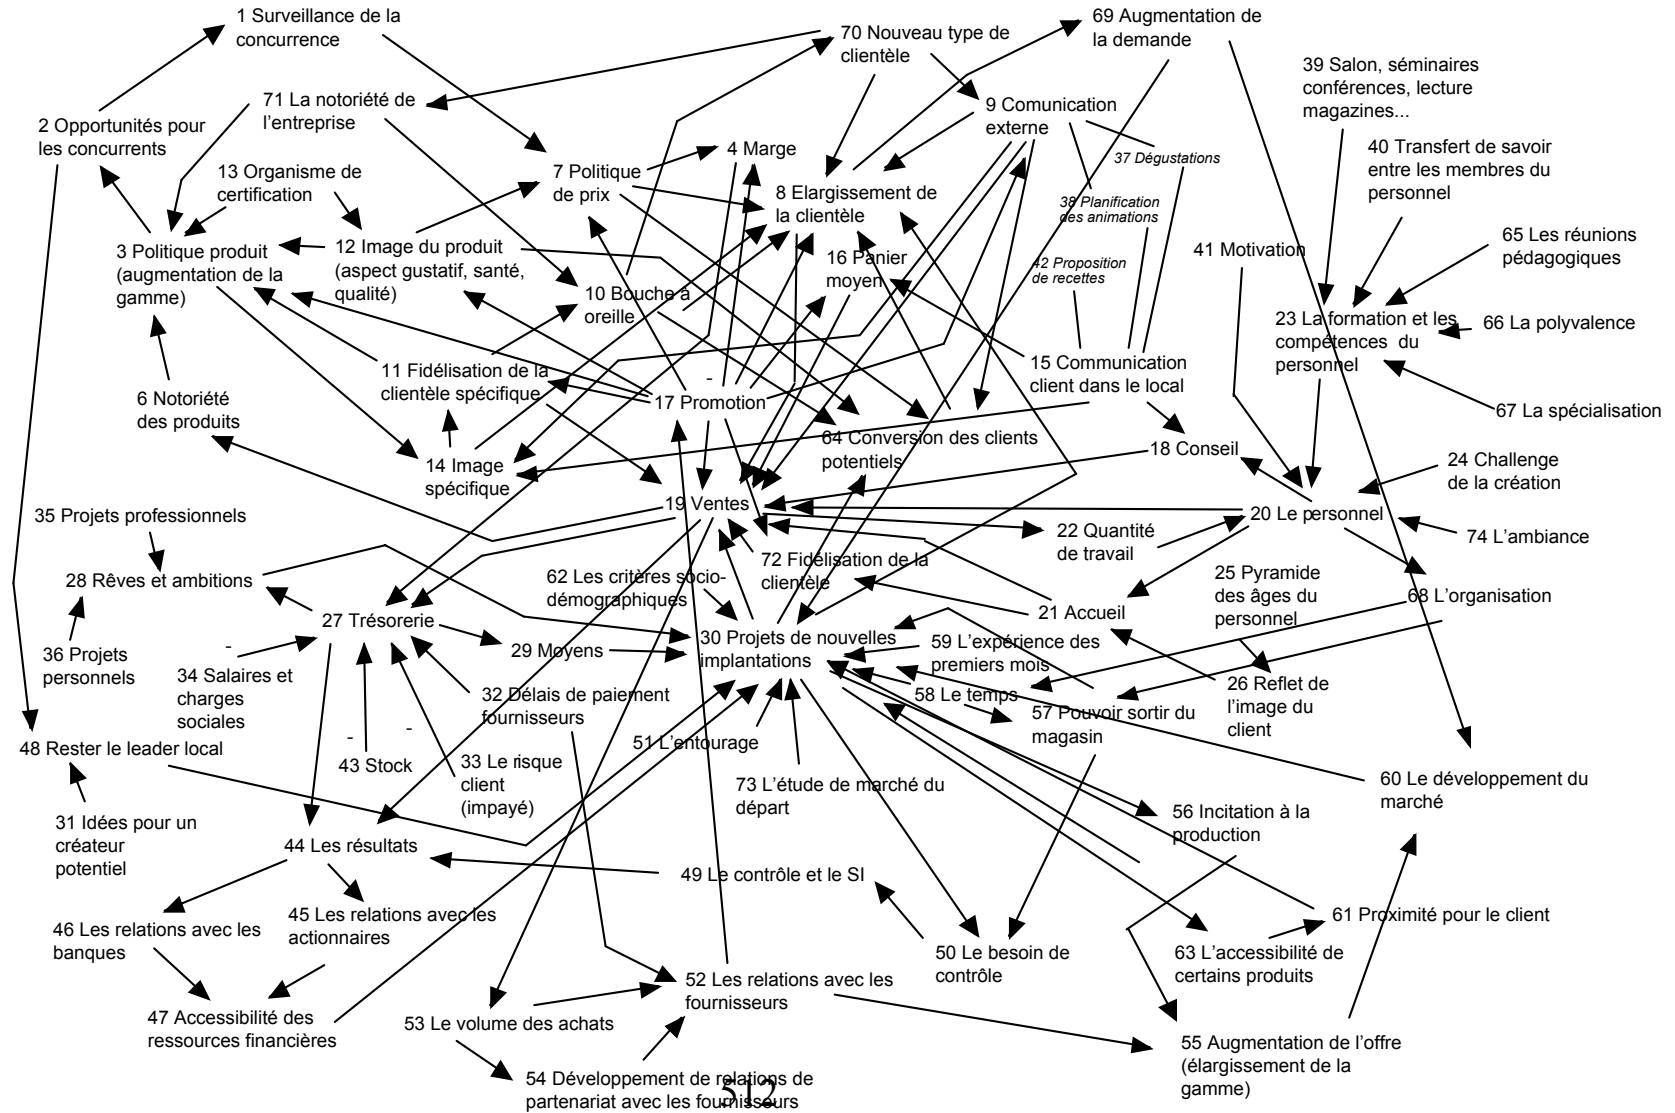 1 Surveillance de la
concurrence
70 Nouveau type de
clientèle
69 Augmentation de
la demande
39 Salon, séminaires
conférences, lecture
magazines...
71 La notoriété de
l'entreprise
2 Opportunités pour
les concurrents
9 Comunication
externe
4 Marge
37 Dégustations
40 Transfert de savoir
entre les membres du
personnel
13 Organisme de
certification
7 Politique
de prix
8 Elargissement de
la clientèle
38 Planification
des animations
3 Politique produit
(augmentation de la
gamme)
12 Image du produit
(aspect gustatif, santé,
qualité)
16 Panier
moyen
42 Proposition
de recettes
41 Motivation
65 Les réunions
pédagogiques
10 Bouche à
oreille
23 La formation et les
compétences du
personnel
66 La polyvalence
11 Fidélisation de la
clientèle spécifique
15 Communication
client dans le local
-
17 Promotion
6 Notoriété
des produits
67 La spécialisation
64 Conversion des clients
potentiels
18 Conseil
14 Image
spécifique
24 Challenge
de la création
19 Ventes
20 Le personnel
35 Projets professionnels
22 Quantité
de travail
74 L'ambiance
28 Rêves et ambitions
72 Fidélisation de la
clientèle
62 Les critères socio-
démographiques
25 Pyramide
des âges du
personnel
68 L'organisation
27 Trésorerie
21 Accueil
30 Projets de nouvelles
implantations
59 L'expérience des
premiers mois
29 Moyens
-
36 Projets
personnels
34 Salaires et
charges
sociales
32 Délais de paiement
fournisseurs
58 Le temps
26 Reflet de
l'image du
client
57 Pouvoir sortir du
magasin
48 Rester le leader local
-
-
43 Stock
51 L'entourage
33 Le risque
client
(impayé)
73 L'étude de marché du
départ
60 Le développement du
marché
31 Idées pour un
créateur
potentiel
56 Incitation à la
production
44 Les résultats
49 Le contrôle et le SI
45 Les relations avec les
actionnaires
46 Les relations avec les
banques
61 Proximité pour le client
50 Le besoin de
contrôle
63 L'accessibilité de
certains produits
52 Les relations avec les
fournisseurs
47 Accessibilité des
ressources financières
53 Le volume des achats
55 Augmentation de l'offre
(élargissement de la
gamme)
54 Développement de relations de
partenariat avec les fournisseurs
512